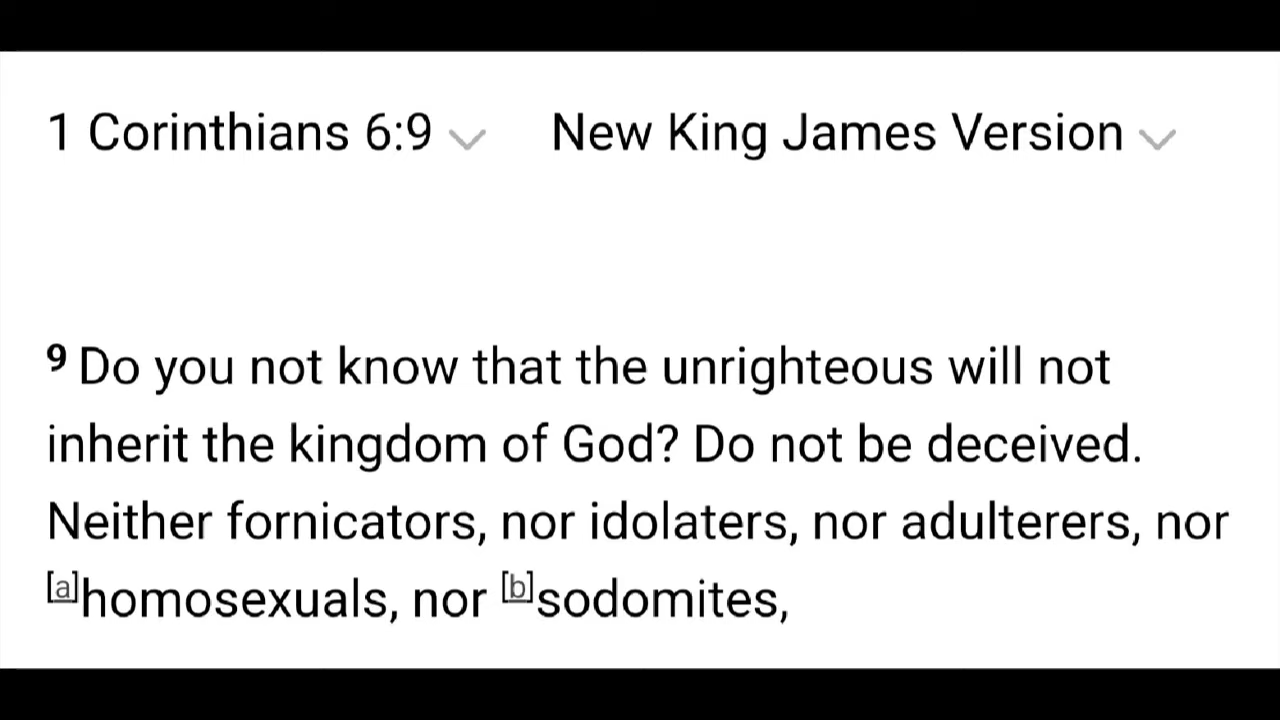 1 Corinthians 6:9 New King James Version
9 Do you not know that the unrighteous will not
inherit the kingdom of God? Do not be deceived.
Neither fornicators, nor idolaters, nor adulterers, nor
[a]homosexuals, nor [b]sodomites,